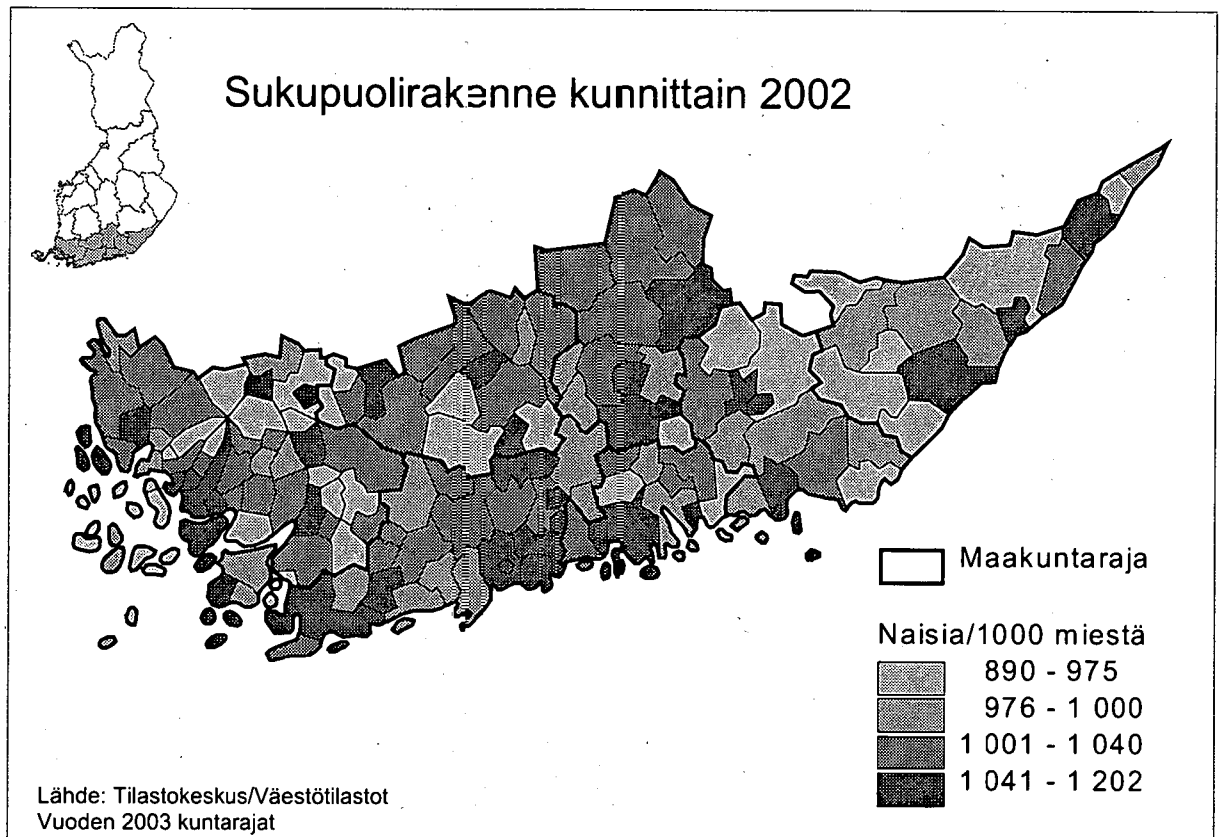 Sukupuolirakenne kunnittain 2002
Maakuntaraja
Naisia/1000 miestä
890 - 975
976 - 1 000
1 001 - 1 040
1 041 - 1 202
Lähde: Tilastokeskus/Väestötilastot
Vuoden 2003 kuntarajat